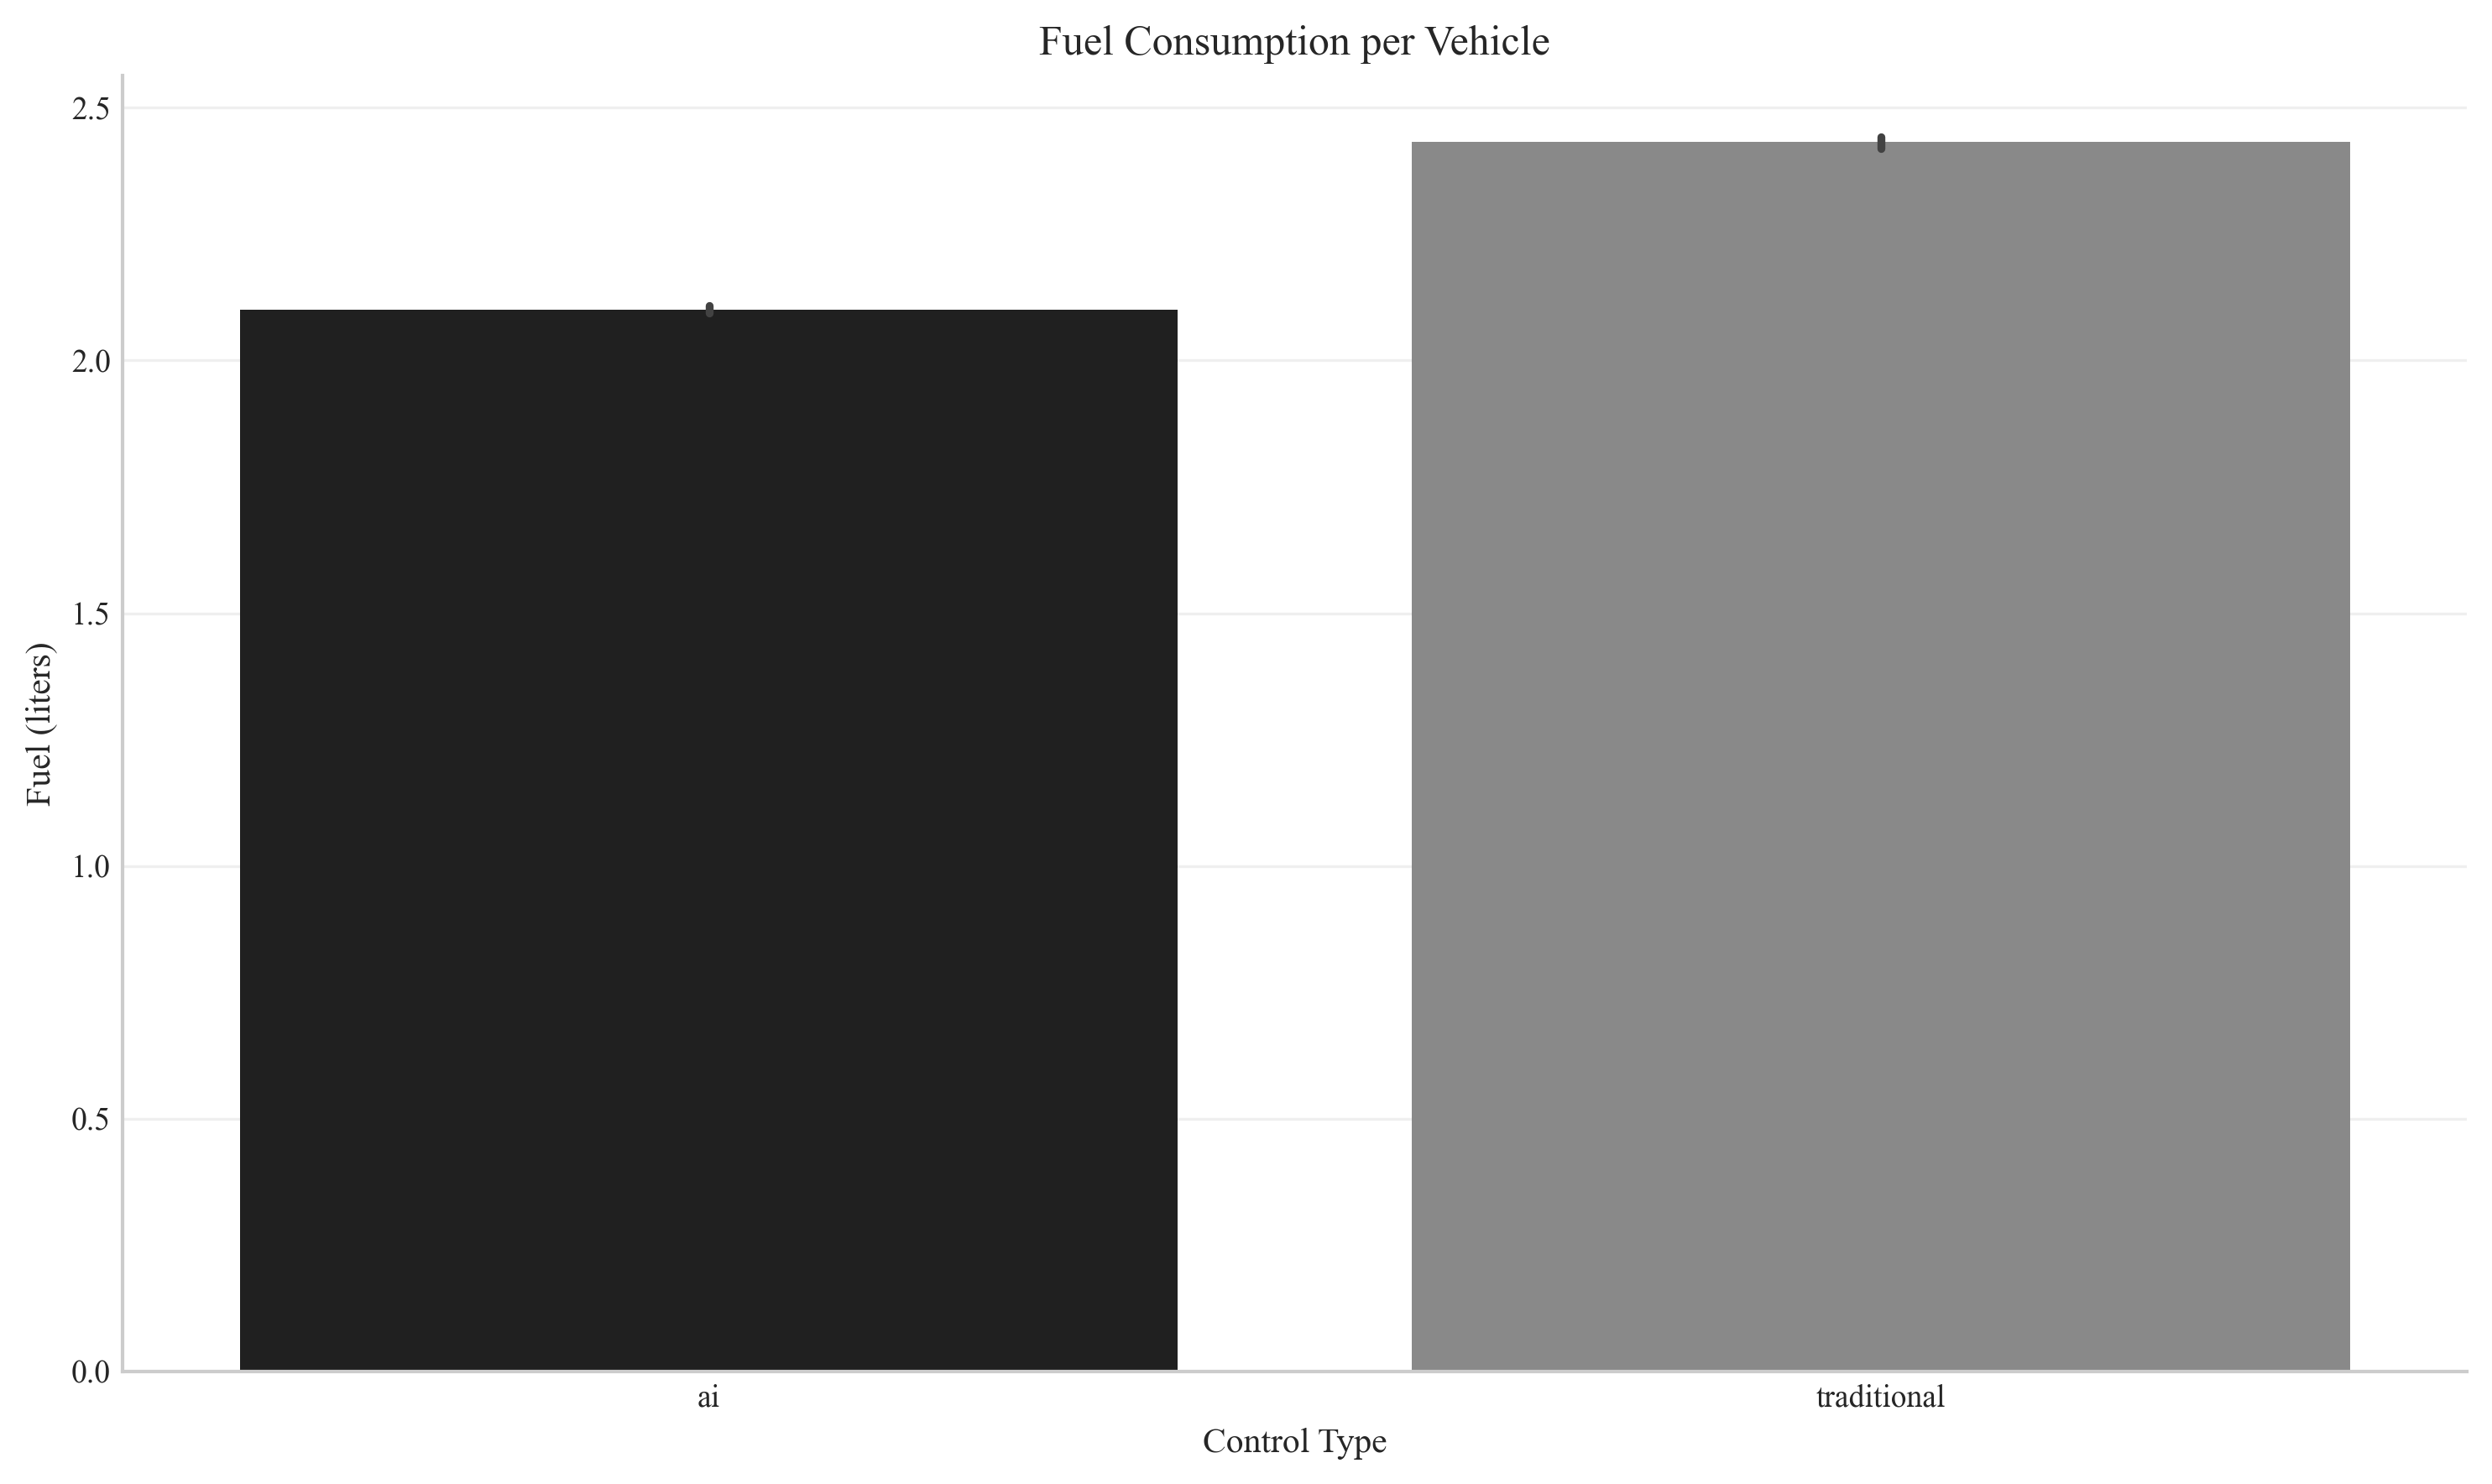 Fuel Consumption per Vehicle
2.5
2.0
1.5
1.0
0.5
0.0
Fuel (liters)
ai
traditional
Control Type